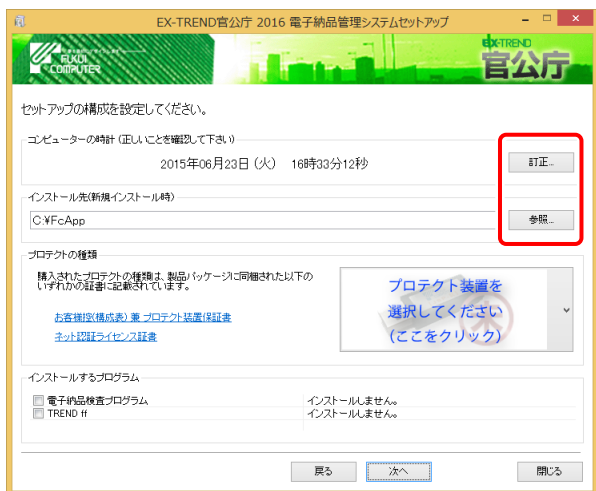 EX-TREND官公庁 2016 電子納品管理システムセットアップ
FUKUI
COMPUTER
EX-TREND
官公庁
セットアップの構成を設定してください。
コンピューターの時計 (正しいことを確認して下さい)
2015年06月23日 (火) 16時33分12秒
訂正...
インストール先(新規インストール時)
C:¥FcApp
参照...
プロテクトの種類
購入されたプロテクトの種類は、製品パッケージに同梱された以下の
いずれかの証書に記載されています。
お客様控(構成表) 兼 プロテクト装置保証書
ネット認証ライセンス証書
プロテクト装置を
選択してください
(ここをクリック)
インストールするプログラム
電子納品検査プログラム
インストールしません。
TREND ff
インストールしません。
戻る
次へ
閉じる